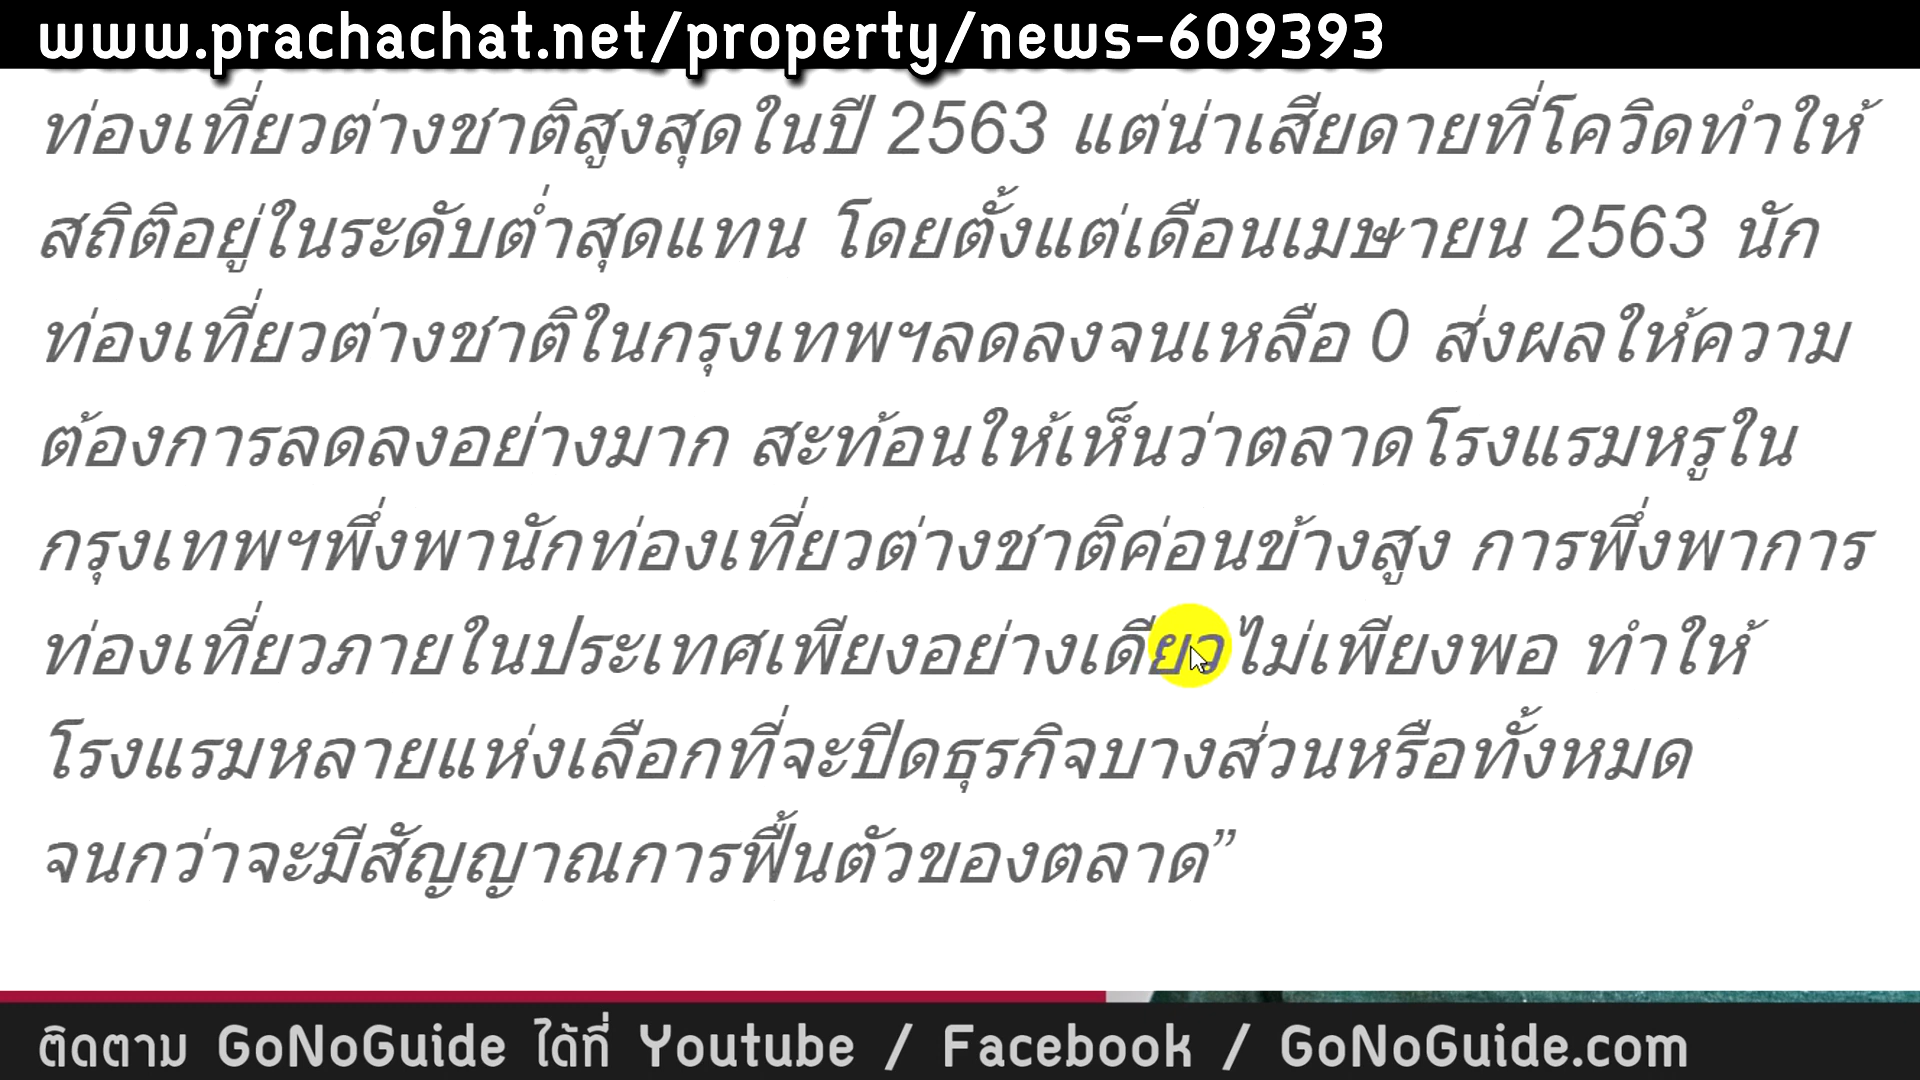 www.prachachat.net/property/news-609393
ท่องเที่ยวต่างชาติสูงสุดในปี 2563 แต่น่าเสียดายที่โควิดทำให้
สถิติอยู่ในระดับต่ำสุดแทน โดยตั้งแต่เดือนเมษายน 2563 นัก
ท่องเที่ยวต่างชาติในกรุงเทพฯลดลงจนเหลือ 0 ส่งผลให้ความ
ต้องการลดลงอย่างมาก สะท้อนให้เห็นว่าตลาดโรงแรมหรูใน
กรุงเทพฯพึ่งพานักท่องเที่ยวต่างชาติค่อนข้างสูง การพึ่งพาการ
ท่องเที่ยวภายในประเทศเพียงอย่างเดียวไม่เพียงพอ ทำให้
โรงแรมหลายแห่งเลือกที่จะปิดธุรกิจบางส่วนหรือทั้งหมด
จนกว่าจะมีสัญญาณการฟื้นตัวของตลาด”
ติดตาม GoNoGuide ได้ที่ Youtube / Facebook / GoNoGuide.com